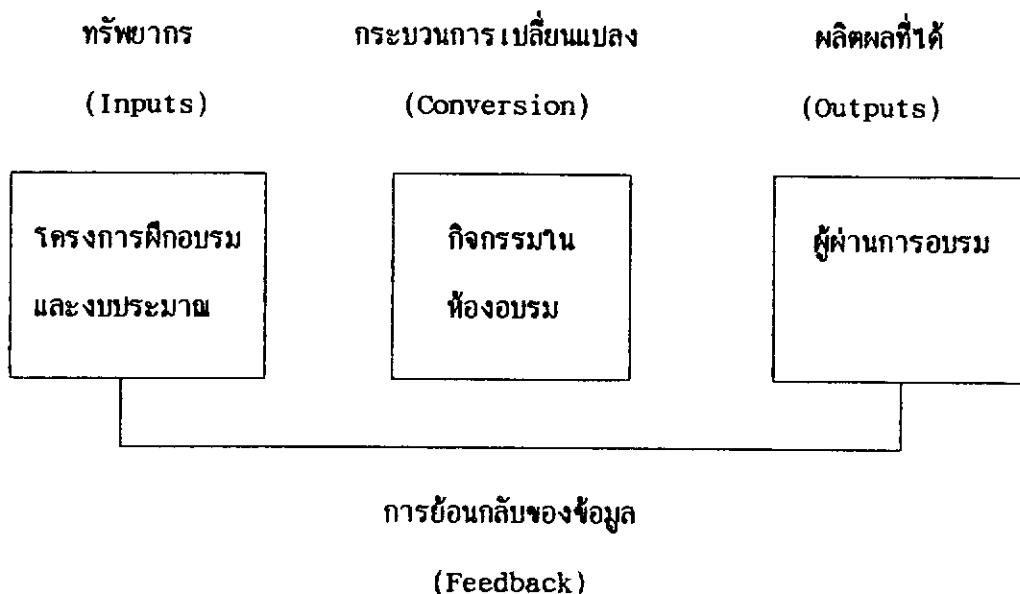 ทรัพยากร
กระบวนการเปลี่ยนแปลง
ผลิตผลที่ได้
(Inputs)
(Conversion)
(Outputs)
โครงการฝึกอบรม
และงบประมาณ
กิจกรรมใน
ห้องอบรม
ผู้ผ่านการอบรม
การย้อนกลับของข้อมูล
(Feedback)